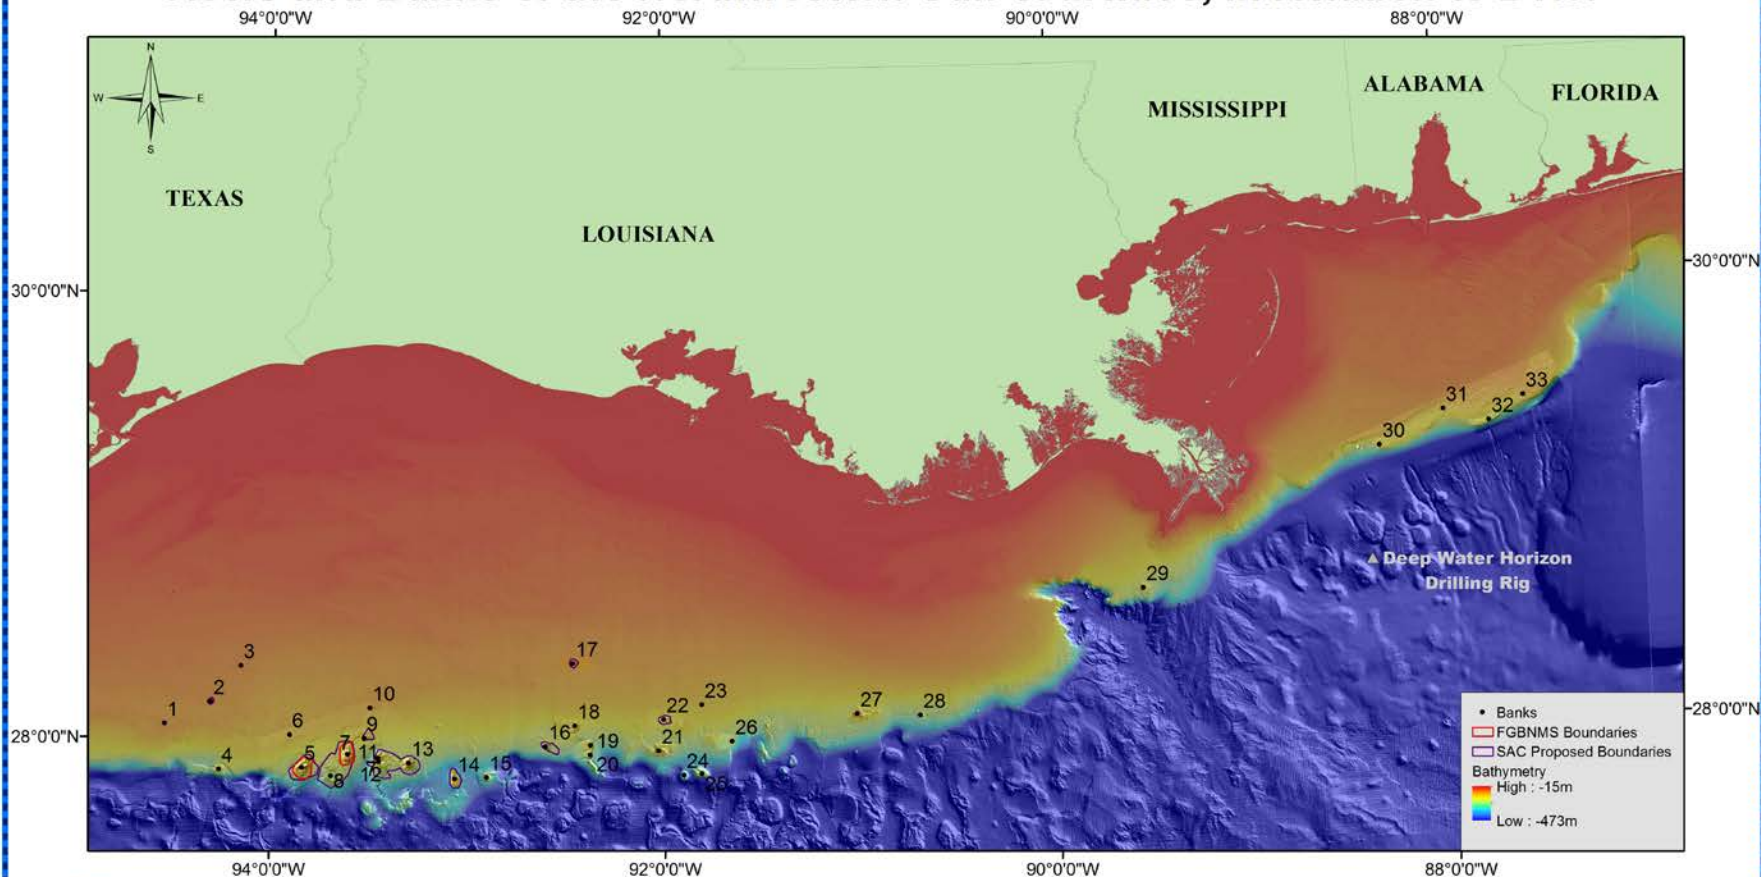 94°0'0"W 92°0'0"W 90°0'0"W 88°0'0"W
N
W E
S
ALABAMA
FLORIDA
MISSISSIPPI
TEXAS
LOUISIANA
30°0'0"N
30°0'0"N
33
31
32
30
Deep Water Horizon
Drilling Rig
29
3
17
2
10
23
1
6
9
18
22
27
28
28°0'0"N
28°0'0"N
7
16
19
21
26
4
5
11
13
8
12
14
15
20
24
25
Banks
FGBNMS Boundaries
SAC Proposed Boundaries
Bathymetry
High : -15m
Low : -473m
94°0'0"W 92°0'0"W 90°0'0"W 88°0'0"W